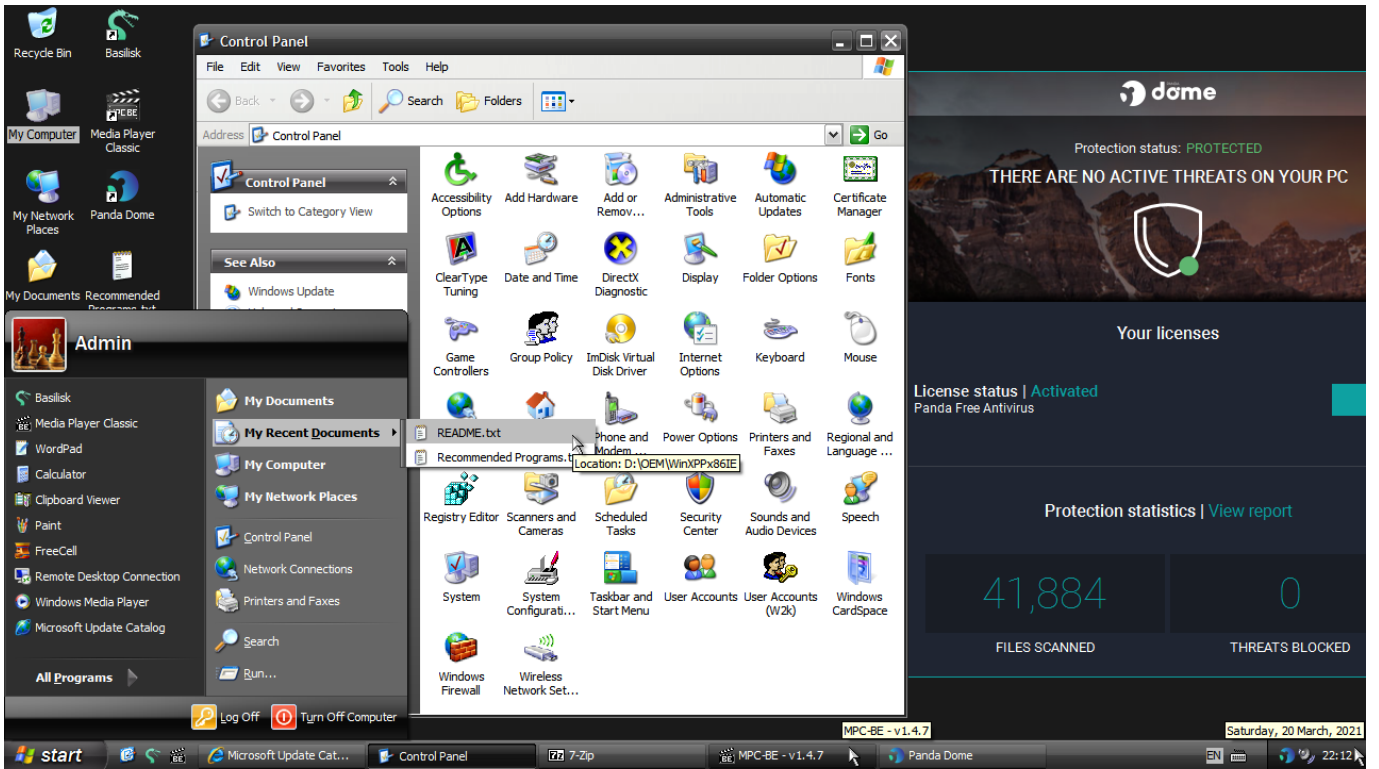 Recycle Bin
Basilisk
My Computer
Media Player
Classic
My Network
Places
Panda Dome
My Documents
Recommended
Control Panel
File Edit View Favorites Tools Help
Back Search Folders
Address Control Panel Go
Control Panel
Switch to Category View
See Also
Windows Update
Accessibility
Options
Add Hardware
Add or
Remov...
Administrative
Tools
Automatic
Updates
Certificate
Manager
ClearType
Tuning
Date and Time
DirectX
Diagnostic
Display
Folder Options
Fonts
Game
Controllers
Group Policy
ImDisk Virtual
Disk Driver
Internet
Options
Keyboard
Mouse
Phone and
Modem ...
Power Options
Printers and
Faxes
Regional and
Language ...
Registry Editor
Scanners and
Cameras
Scheduled
Tasks
Security
Center
Sounds and
Audio Devices
Speech
System
System
Configurati...
Taskbar and
Start Menu
User Accounts
User Accounts
(W2k)
Windows
CardSpace
Windows
Firewall
Wireless
Network Set...
Admin
Basilisk
Media Player Classic
WordPad
Calculator
Clipboard Viewer
Paint
FreeCell
Remote Desktop Connection
Windows Media Player
Microsoft Update Catalog
All Programs
My Documents
My Recent Documents
My Computer
My Network Places
Control Panel
Network Connections
Printers and Faxes
Search
Run...
README.txt
Recommended Programs.t
Location: D:\OEM\WinXPPx86IE
Log Off
Turn Off Computer
dome
Protection status: PROTECTED
THERE ARE NO ACTIVE THREATS ON YOUR PC
Your licenses
License status | Activated
Panda Free Antivirus
Protection statistics | View report
41,884
FILES SCANNED
0
THREATS BLOCKED
MPC-BE - v1.4.7
Saturday, 20 March, 2021
start
Microsoft Update Cat...
Control Panel
7-Zip
MPC-BE - v1.4.7
Panda Dome
EN
22:12